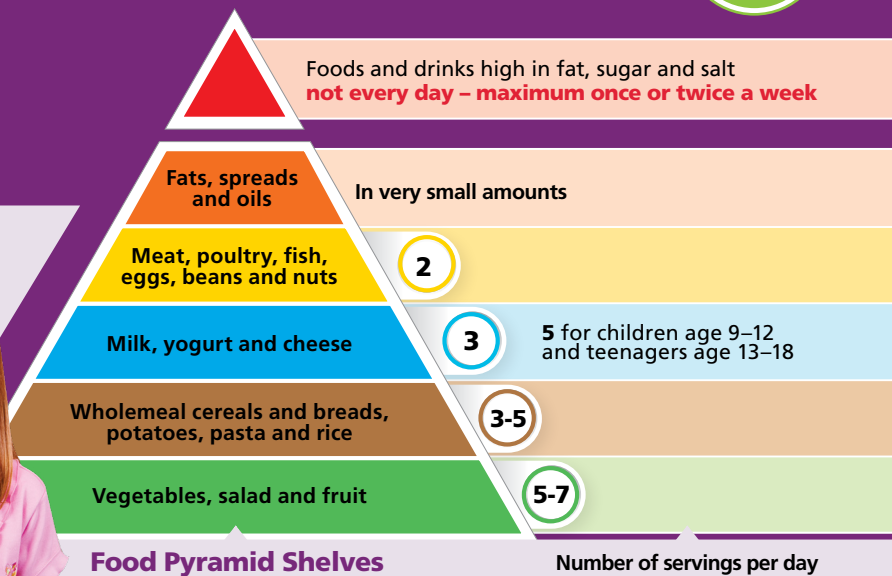 Foods and drinks high in fat, sugar and salt
not every day – maximum once or twice a week
Fats, spreads
and oils
In very small amounts
Meat, poultry, fish,
eggs, beans and nuts
2
Milk, yogurt and cheese
3
5 for children age 9–12
and teenagers age 13–18
Wholemeal cereals and breads,
potatoes, pasta and rice
3-5
Vegetables, salad and fruit
5-7
Food Pyramid Shelves
Number of servings per day